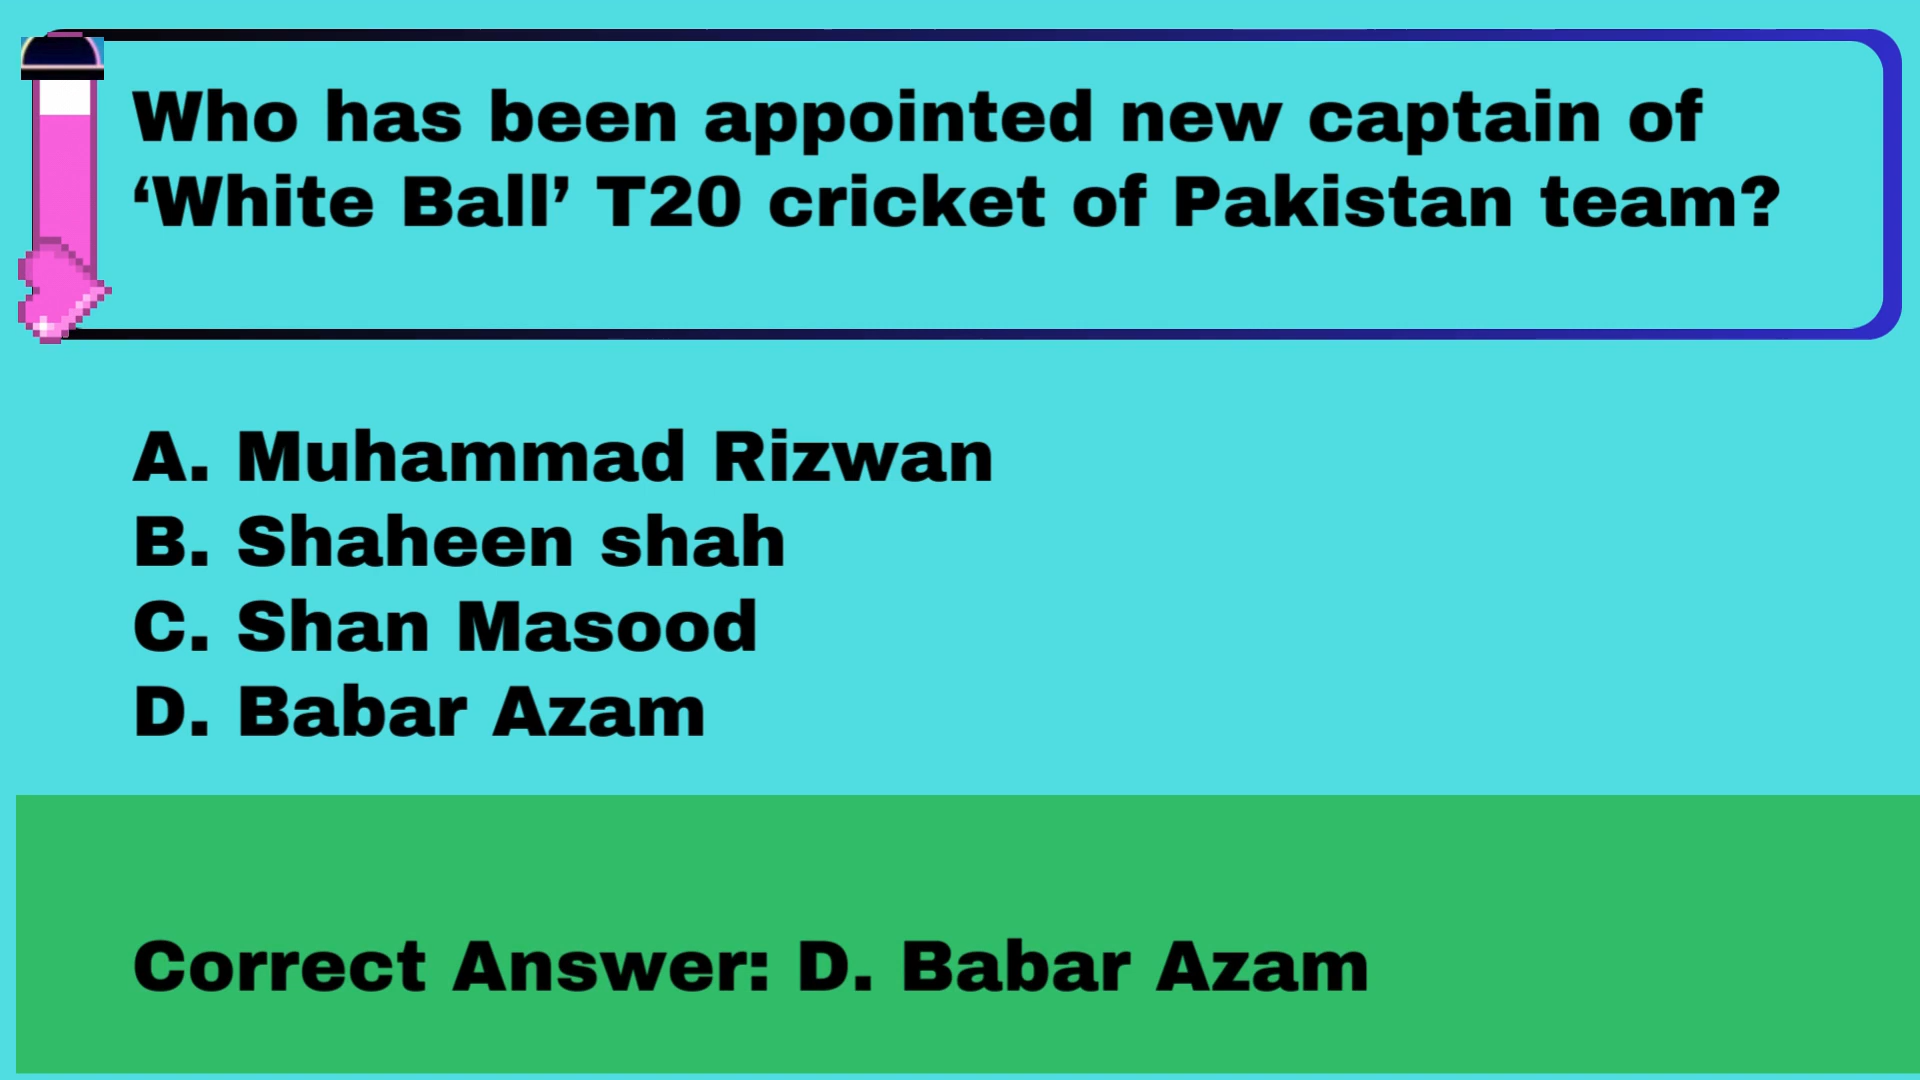 Who has been appointed new captain of
‘White Ball’ T20 cricket of Pakistan team?
A. Muhammad Rizwan
B. Shaheen shah
C. Shan Masood
D. Babar Azam
Correct Answer: D. Babar Azam